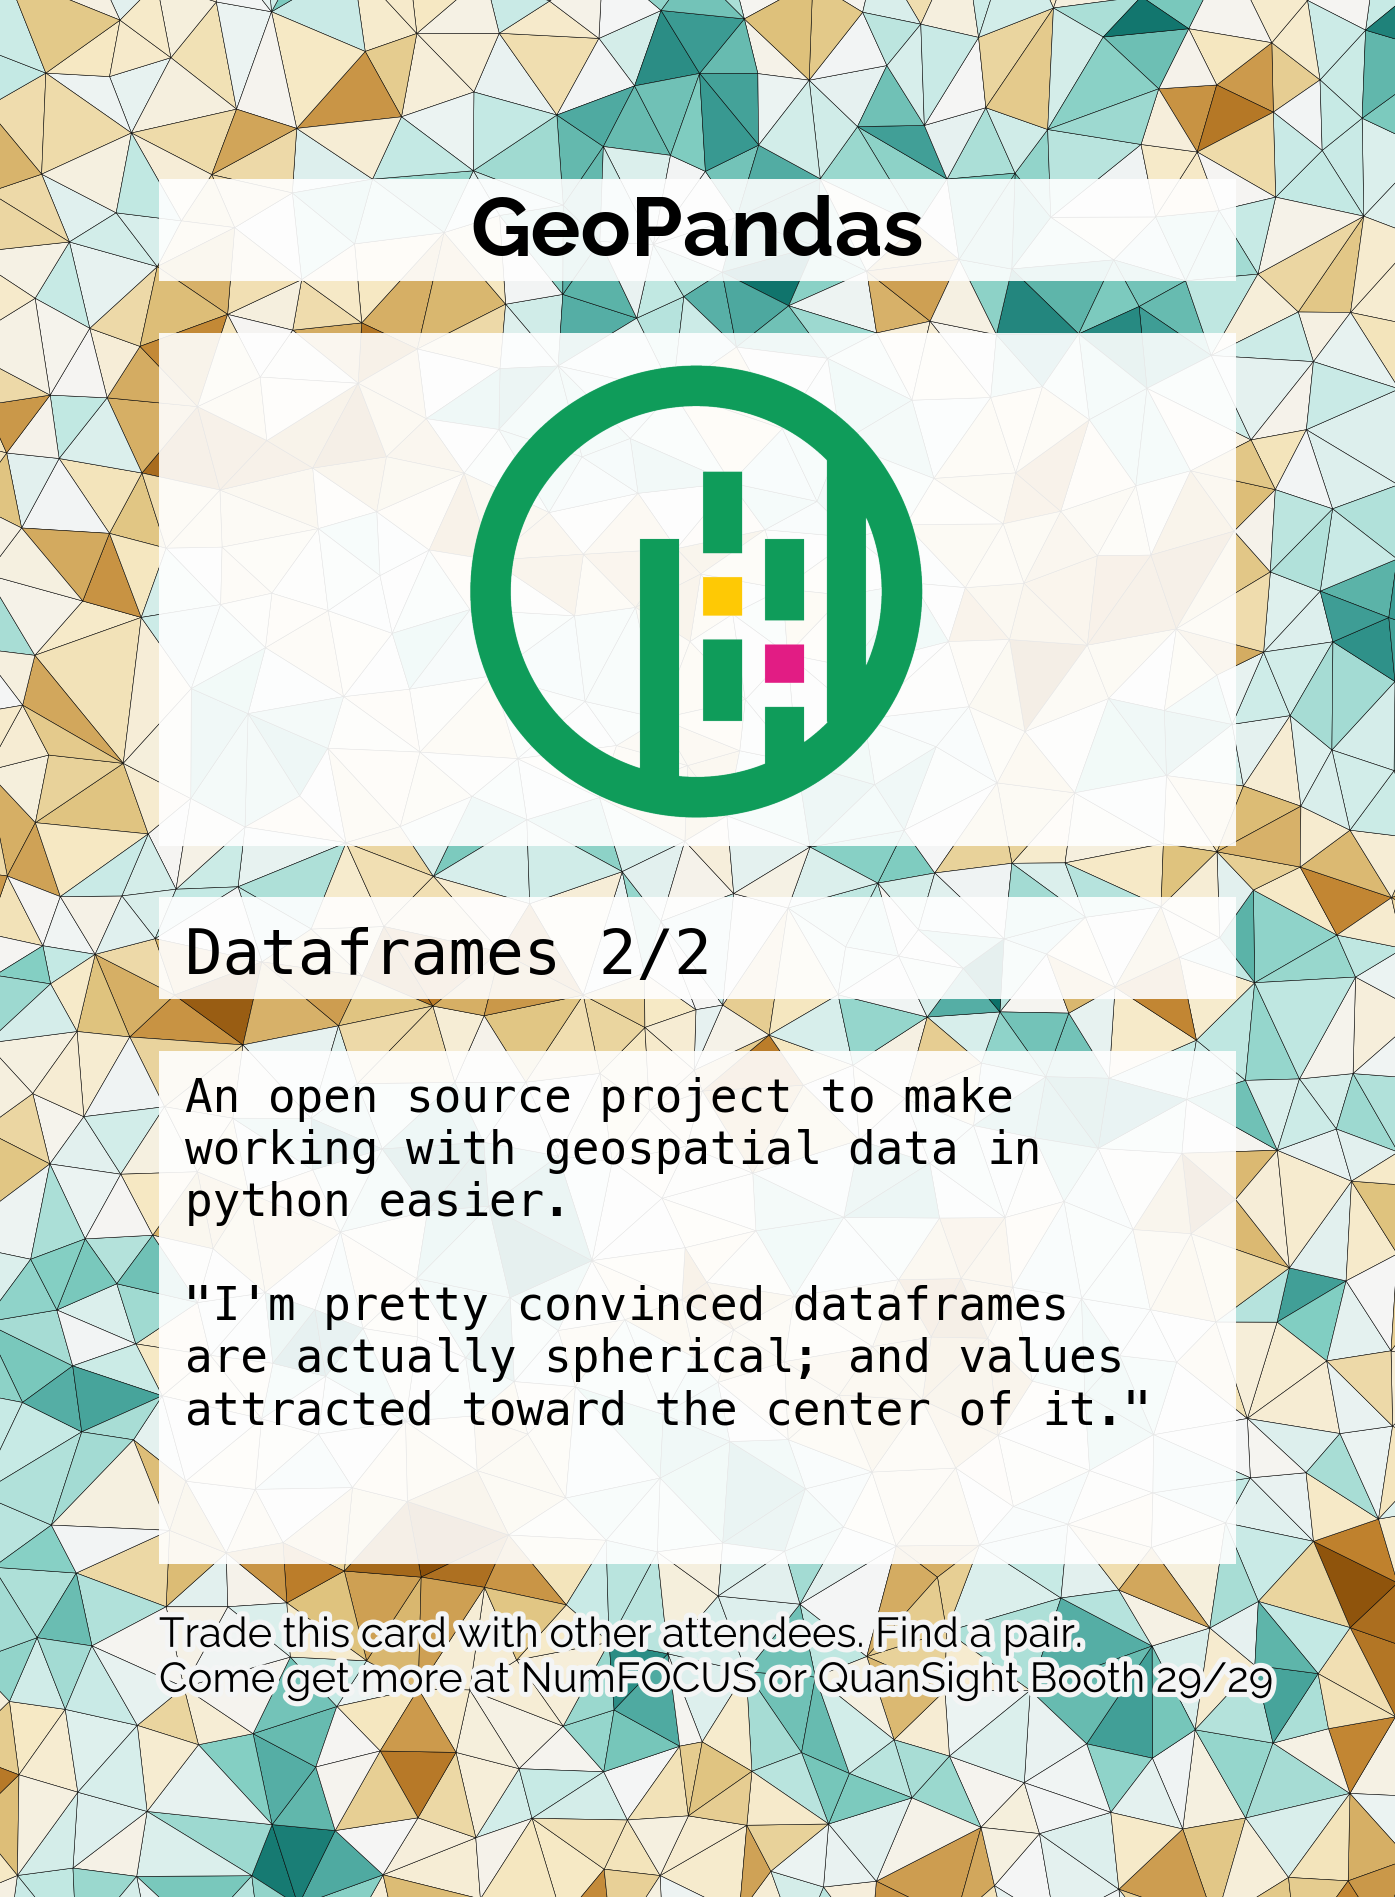 GeoPandas
Dataframes 2/2
An open source project to make
working with geospatial data in
python easier.
"I'm pretty convinced dataframes
are actually spherical; and values
attracted toward the center of it."
Trade this card with other attendees. Find a pair.
Come get more at NumFOCUS or QuanSight Booth 29/29